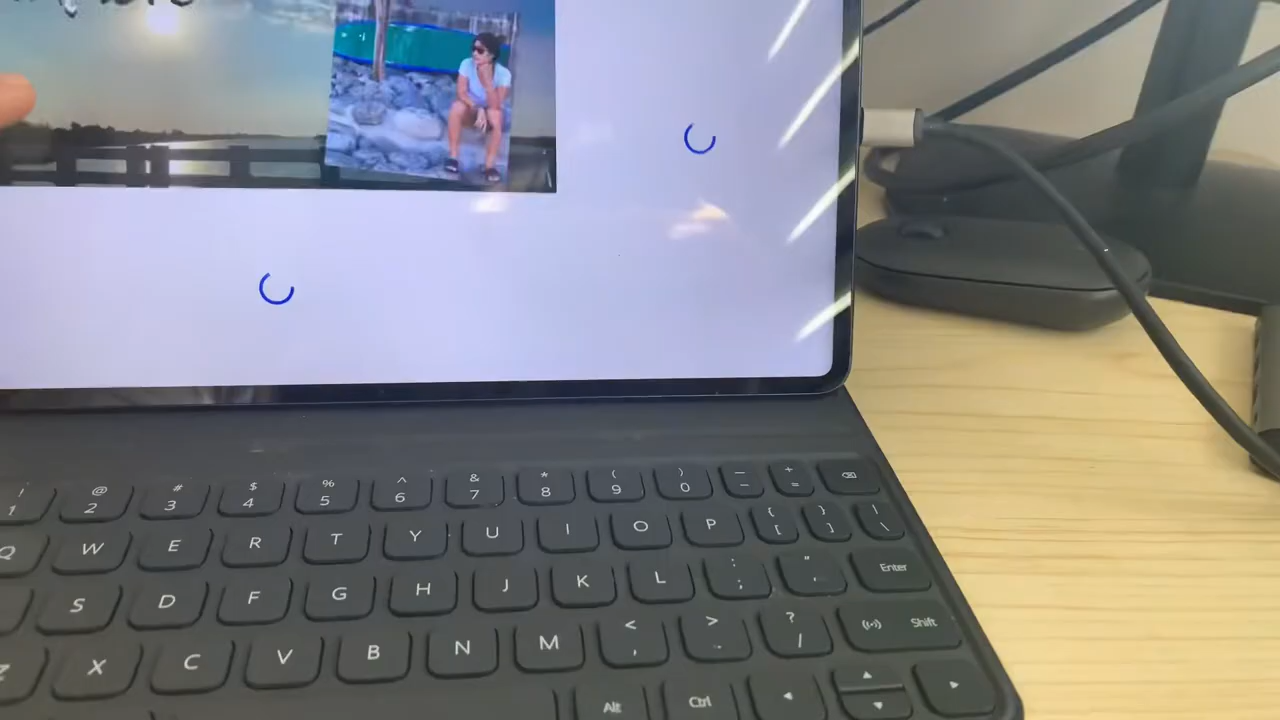 ! @ # $ % ^ & * ( ) — +
1 2 3 4 5 6 7 8 9 0 - =
Q W E R T Y U I O P { [ } ] | \
S D F G H J K L : ; " ' Enter
Z X C V B N M < , > . ? / Shift
Alt Ctrl